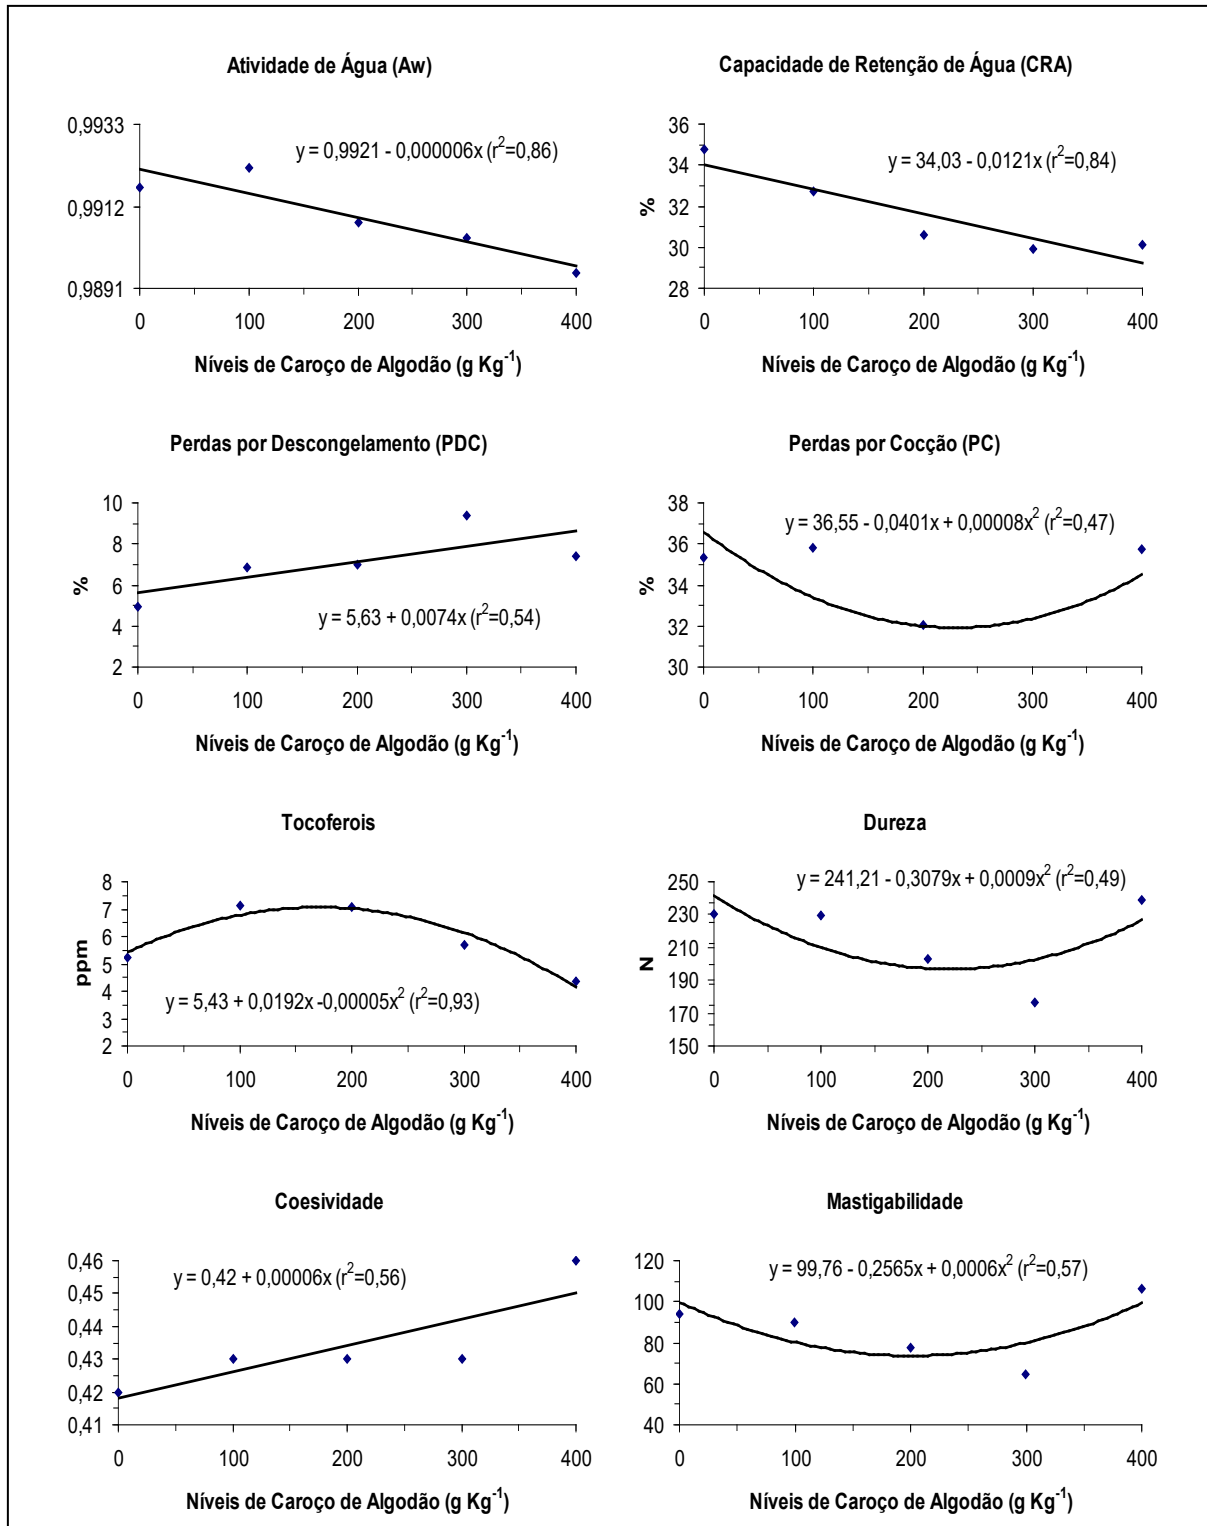 Atividade de Água (Aw)
0,9933
0,9912
0,9891
y = 0,9921 - 0,000006x (r²=0,86)
0 100 200 300 400
Níveis de Caroço de Algodão (g Kg⁻¹)
Capacidade de Retenção de Água (CRA)
36
34
32
30
28
%
y = 34,03 - 0,0121x (r²=0,84)
0 100 200 300 400
Níveis de Caroço de Algodão (g Kg⁻¹)
Perdas por Descongelamento (PDC)
10
8
6
4
2
%
y = 5,63 + 0,0074x (r²=0,54)
0 100 200 300 400
Níveis de Caroço de Algodão (g Kg⁻¹)
Perdas por Cocção (PC)
38
36
34
32
30
%
y = 36,55 - 0,0401x + 0,00008x² (r²=0,47)
0 100 200 300 400
Níveis de Caroço de Algodão (g Kg⁻¹)
Tocoferois
8
7
6
5
4
3
2
ppm
y = 5,43 + 0,0192x -0,00005x² (r²=0,93)
0 100 200 300 400
Níveis de Caroço de Algodão (g Kg⁻¹)
Dureza
250
230
210
190
170
150
N
y = 241,21 - 0,3079x + 0,0009x² (r²=0,49)
0 100 200 300 400
Níveis de Caroço de Algodão (g Kg⁻¹)
Coesividade
0,46
0,45
0,44
0,43
0,42
0,41
y = 0,42 + 0,00006x (r²=0,56)
0 100 200 300 400
Níveis de Caroço de Algodão (g Kg⁻¹)
Mastigabilidade
120
100
80
60
40
y = 99,76 - 0,2565x + 0,0006x² (r²=0,57)
0 100 200 300 400
Níveis de Caroço de Algodão (g Kg⁻¹)